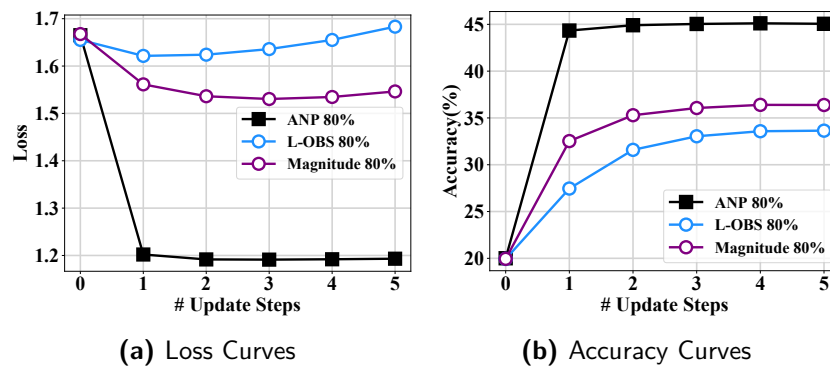 1.7
1.6
1.5
1.4
1.3
1.2
Loss
ANP 80%
L-OBS 80%
Magnitude 80%
0 1 2 3 4 5
# Update Steps
(a) Loss Curves
45
40
35
30
25
20
Accuracy(%)
ANP 80%
L-OBS 80%
Magnitude 80%
0 1 2 3 4 5
# Update Steps
(b) Accuracy Curves